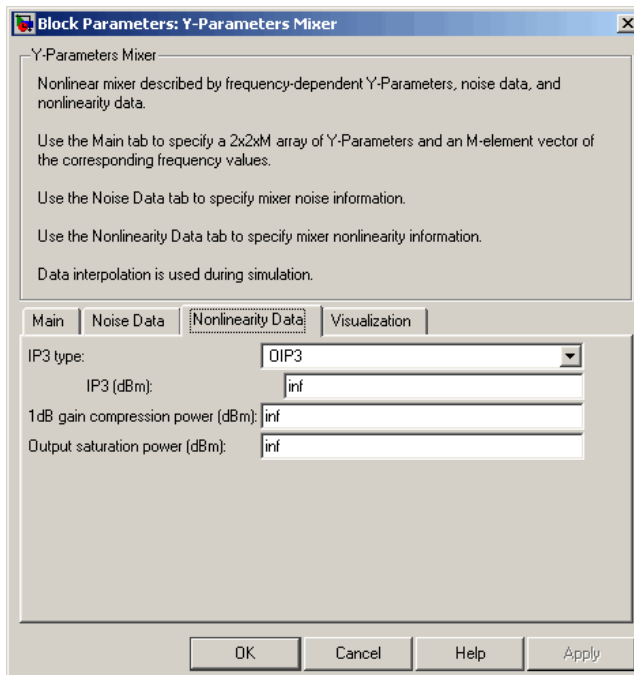 Block Parameters: Y-Parameters Mixer
Y-Parameters Mixer
Nonlinear mixer described by frequency-dependent Y-Parameters, noise data, and
nonlinearity data.
Use the Main tab to specify a 2x2xM array of Y-Parameters and an M-element vector of
the corresponding frequency values.
Use the Noise Data tab to specify mixer noise information.
Use the Nonlinearity Data tab to specify mixer nonlinearity information.
Data interpolation is used during simulation.
Main Noise Data Nonlinearity Data Visualization
IP3 type: OIP3
IP3 (dBm): inf
1dB gain compression power (dBm): inf
Output saturation power (dBm): inf
OK Cancel Help Apply